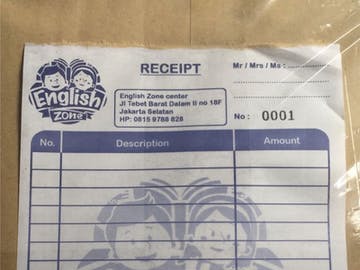 RECEIPT
Mr / Mrs / Ms :
English Zone
English Zone center
Jl Tebet Barat Dalam II no 18F
Jakarta Selatan
HP: 0815 9788 828
No : 0001
No. Description Amount